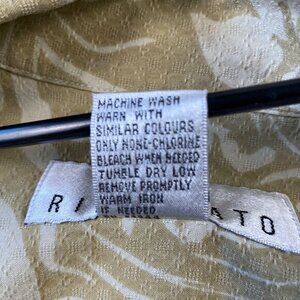 MACHINE WASH
WARM WITH
SIMILAR COLOURS
ONLY NONE-CHLORINE
BLEACH WHEN NEEDED
TUMBLE DRY LOW
REMOVE PROMPTLY
WARM IRON
IF NEEDED.